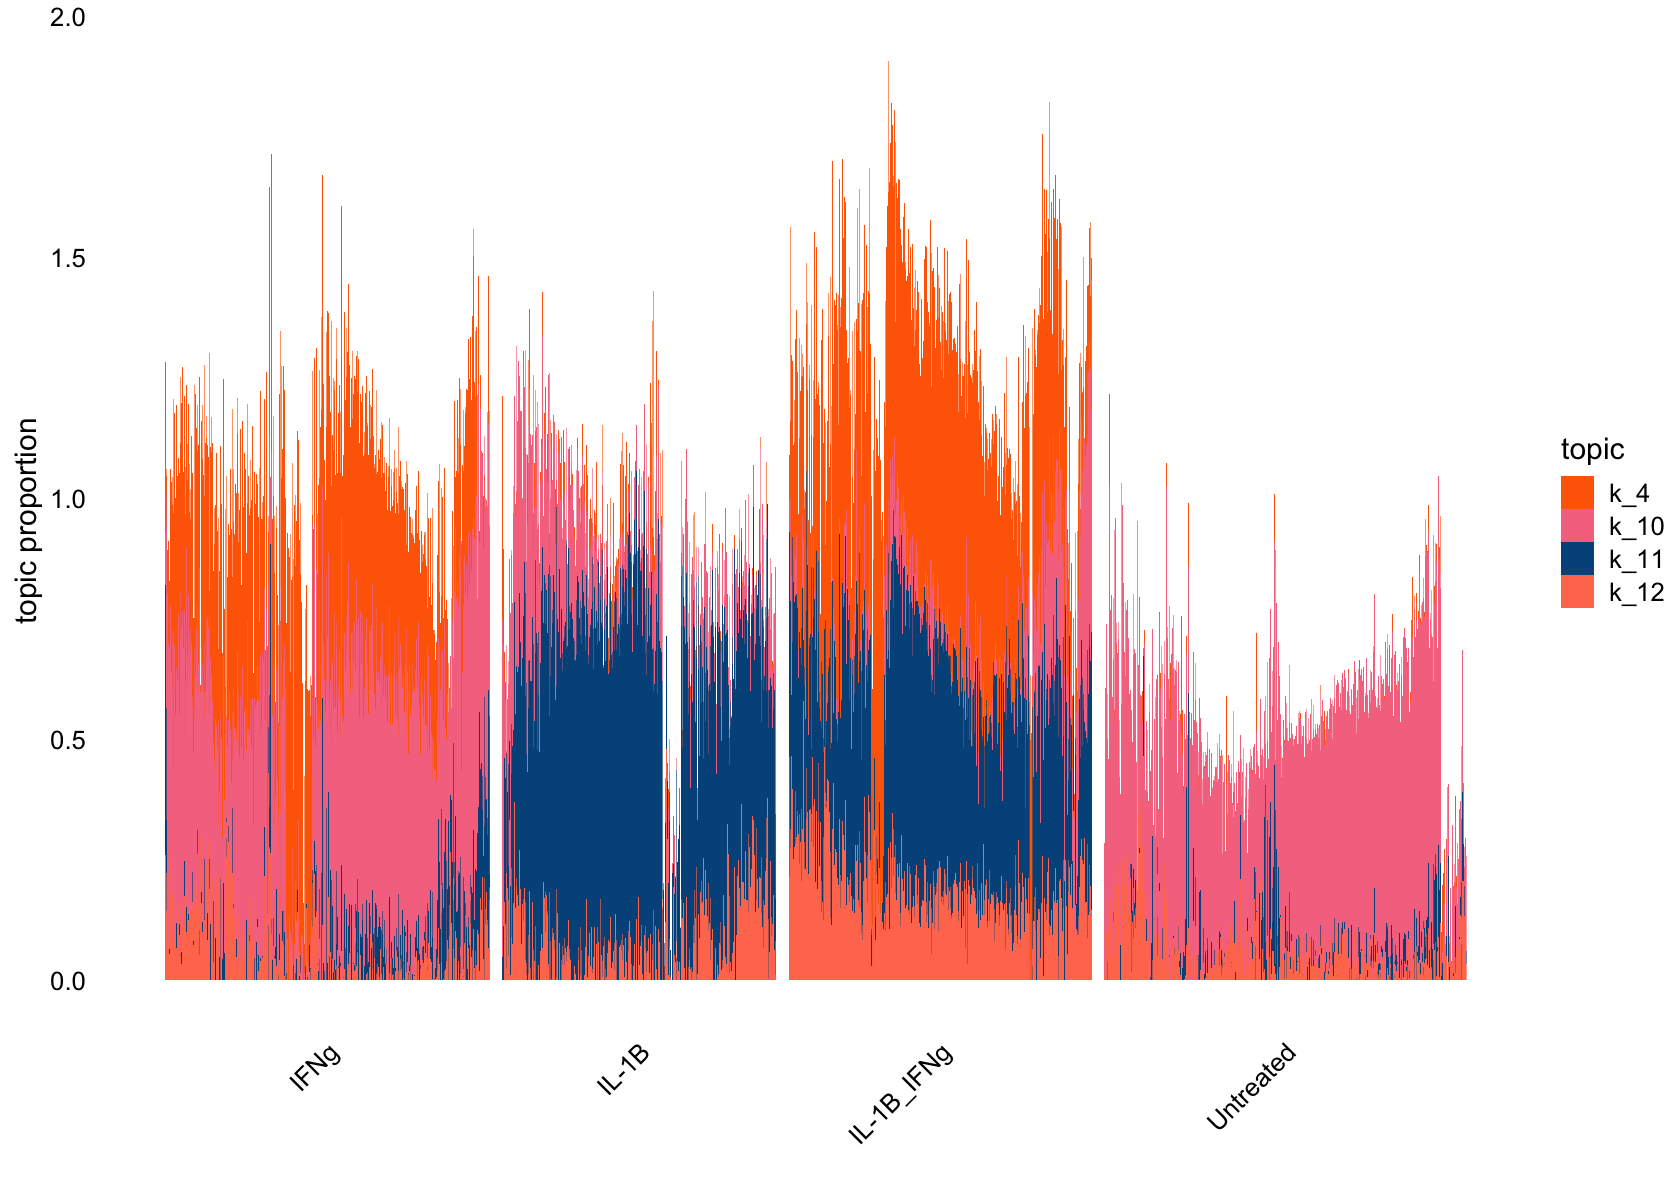 2.0
1.5
1.0
0.5
0.0
topic proportion
IFNg
IL-1B
IL-1B_IFNg
Untreated
topic
k_4
k_10
k_11
k_12